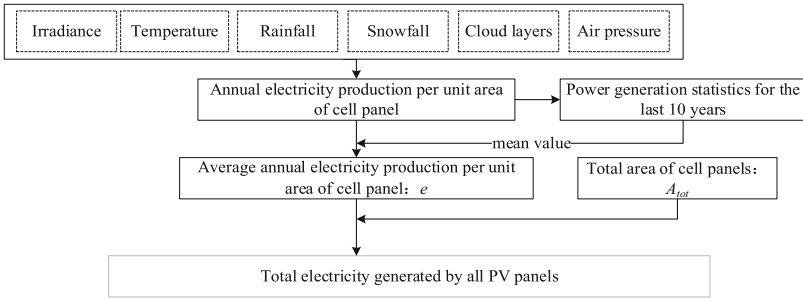 Irradiance
Temperature
Rainfall
Snowfall
Cloud layers
Air pressure
Annual electricity production per unit area
of cell panel
Power generation statistics for the
last 10 years
mean value
Average annual electricity production per unit
area of cell panel：e
Total area of cell panels：
Atot
Total electricity generated by all PV panels